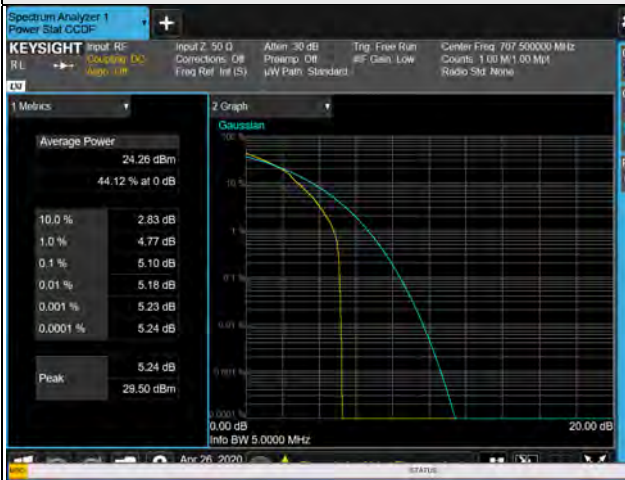 Spectrum Analyzer 1
Power Stat CCDF
+
KEYSIGHT Input: RF
RL
Coupling: DC
Align: Off
Input Z: 50 Ω
Corrections: Off
Freq Ref: Int (S)
Atten: 30 dB
Preamp: Off
µW Path: Standard
Trig: Free Run
#IF Gain: Low
Center Freq: 707.500000 MHz
Counts: 1.00 M/1.00 Mpt
Radio Std: None
1 Metrics
Average Power
24.26 dBm
44.12 % at 0 dB
10.0 % 2.83 dB
1.0 % 4.77 dB
0.1 % 5.10 dB
0.01 % 5.18 dB
0.001 % 5.23 dB
0.0001 % 5.24 dB
Peak
5.24 dB
29.50 dBm
2 Graph
Gaussian
100 %
10 %
1 %
0.1 %
0.01 %
0.001 %
0.0001 %
0.00 dB
20.00 dB
Info BW 5.0000 MHz
Apr 26, 2020
MSG
STATUS